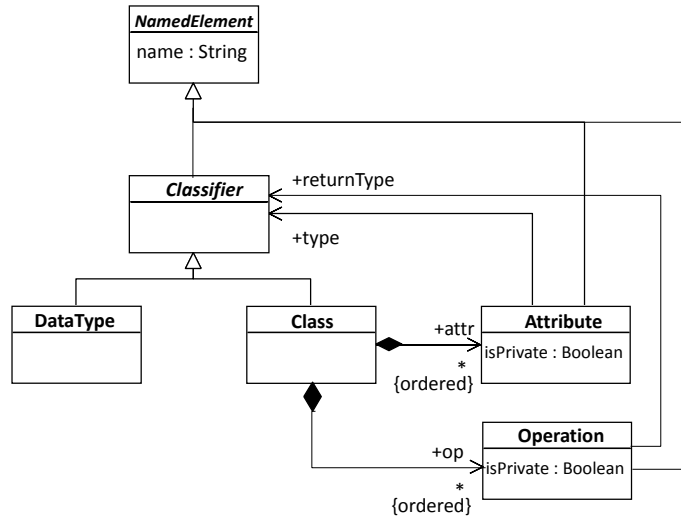 NamedElement
name : String
Classifier
+returnType
+type
DataType
Class
+attr
*
{ordered}
Attribute
isPrivate : Boolean
+op
*
{ordered}
Operation
isPrivate : Boolean